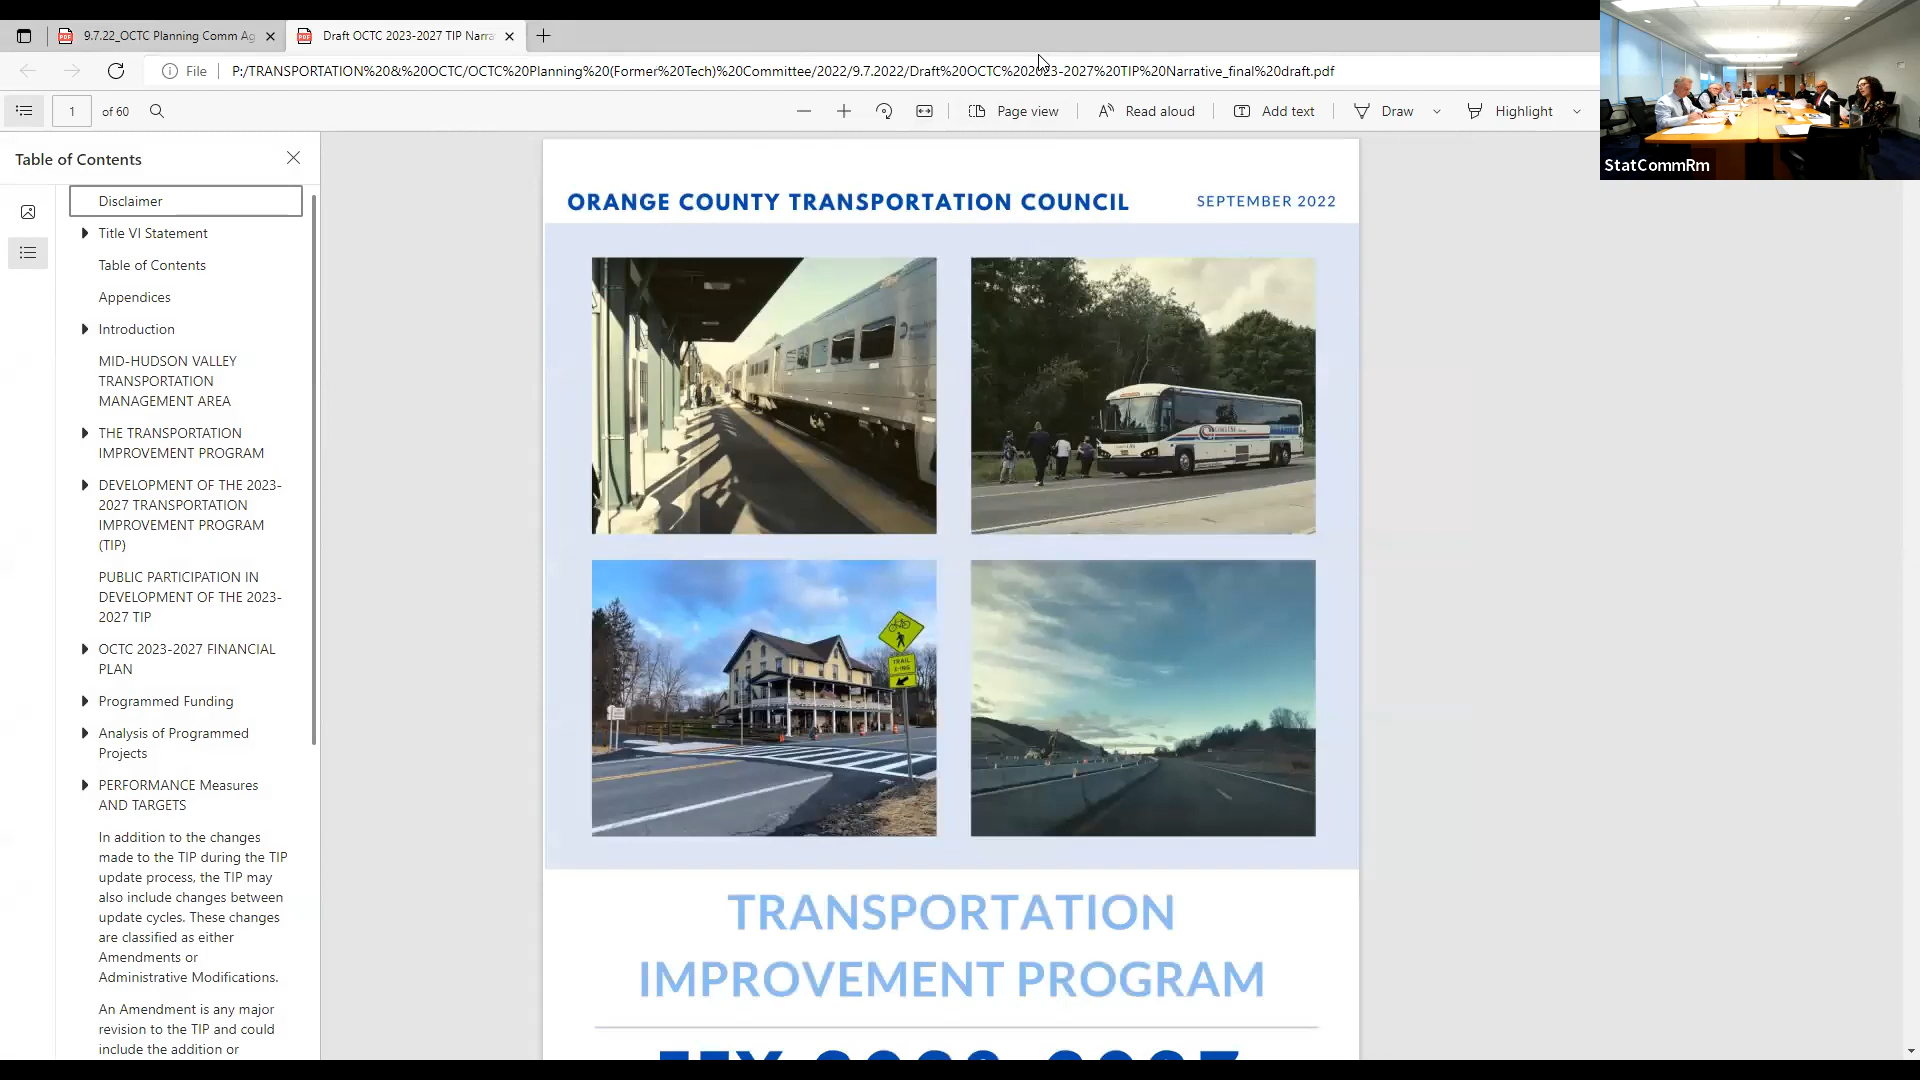 9.7.22_OCTC Planning Comm Ag
Draft OCTC 2023-2027 TIP Narra
File
P:/TRANSPORTATION%20&%20OCTC/OCTC%20Planning%20(Former%20Tech)%20Committee/2022/9.7.2022/Draft%20OCTC%202023-2027%20TIP%20Narrative_final%20draft.pdf
1 of 60
Page view
Read aloud
Add text
Draw
Highlight
StatCommRm
Table of Contents
Disclaimer
Title VI Statement
Table of Contents
Appendices
Introduction
MID-HUDSON VALLEY
TRANSPORTATION
MANAGEMENT AREA
THE TRANSPORTATION
IMPROVEMENT PROGRAM
DEVELOPMENT OF THE 2023-
2027 TRANSPORTATION
IMPROVEMENT PROGRAM
(TIP)
PUBLIC PARTICIPATION IN
DEVELOPMENT OF THE 2023-
2027 TIP
OCTC 2023-2027 FINANCIAL
PLAN
Programmed Funding
Analysis of Programmed
Projects
PERFORMANCE Measures
AND TARGETS
In addition to the changes
made to the TIP during the TIP
update process, the TIP may
also include changes between
update cycles. These changes
are classified as either
Amendments or
Administrative Modifications.
An Amendment is any major
revision to the TIP and could
include the addition or
ORANGE COUNTY TRANSPORTATION COUNCIL
SEPTEMBER 2022
TRAIL
X-ING
TRANSPORTATION
IMPROVEMENT PROGRAM